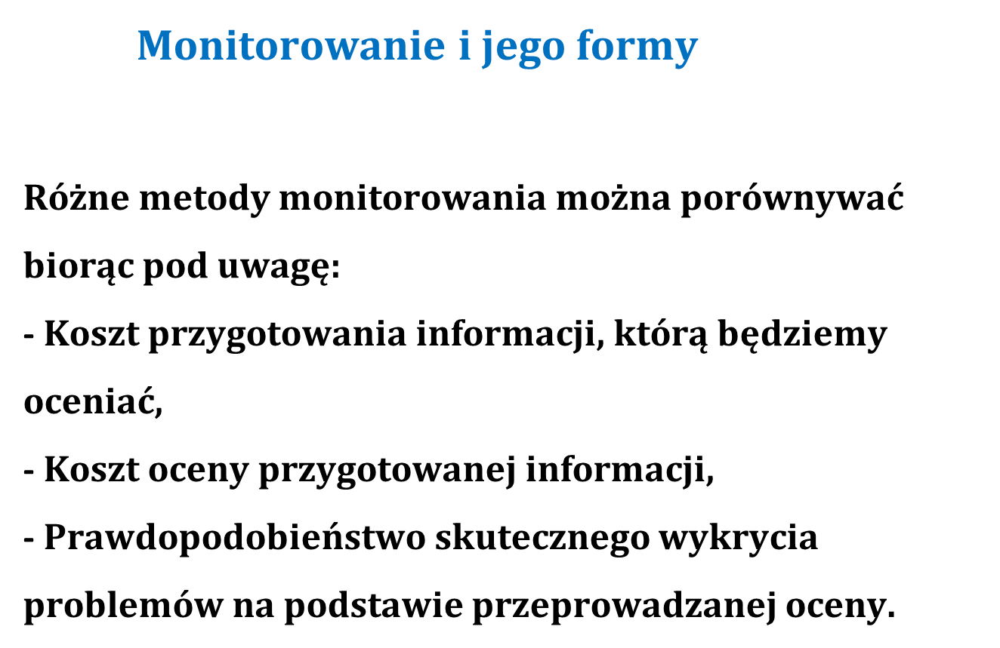 Monitorowanie i jego formy
Różne metody monitorowania można porównywać
biorąc pod uwagę:
- Koszt przygotowania informacji, którą będziemy
oceniać,
- Koszt oceny przygotowanej informacji,
- Prawdopodobieństwo skutecznego wykrycia
problemów na podstawie przeprowadzanej oceny.